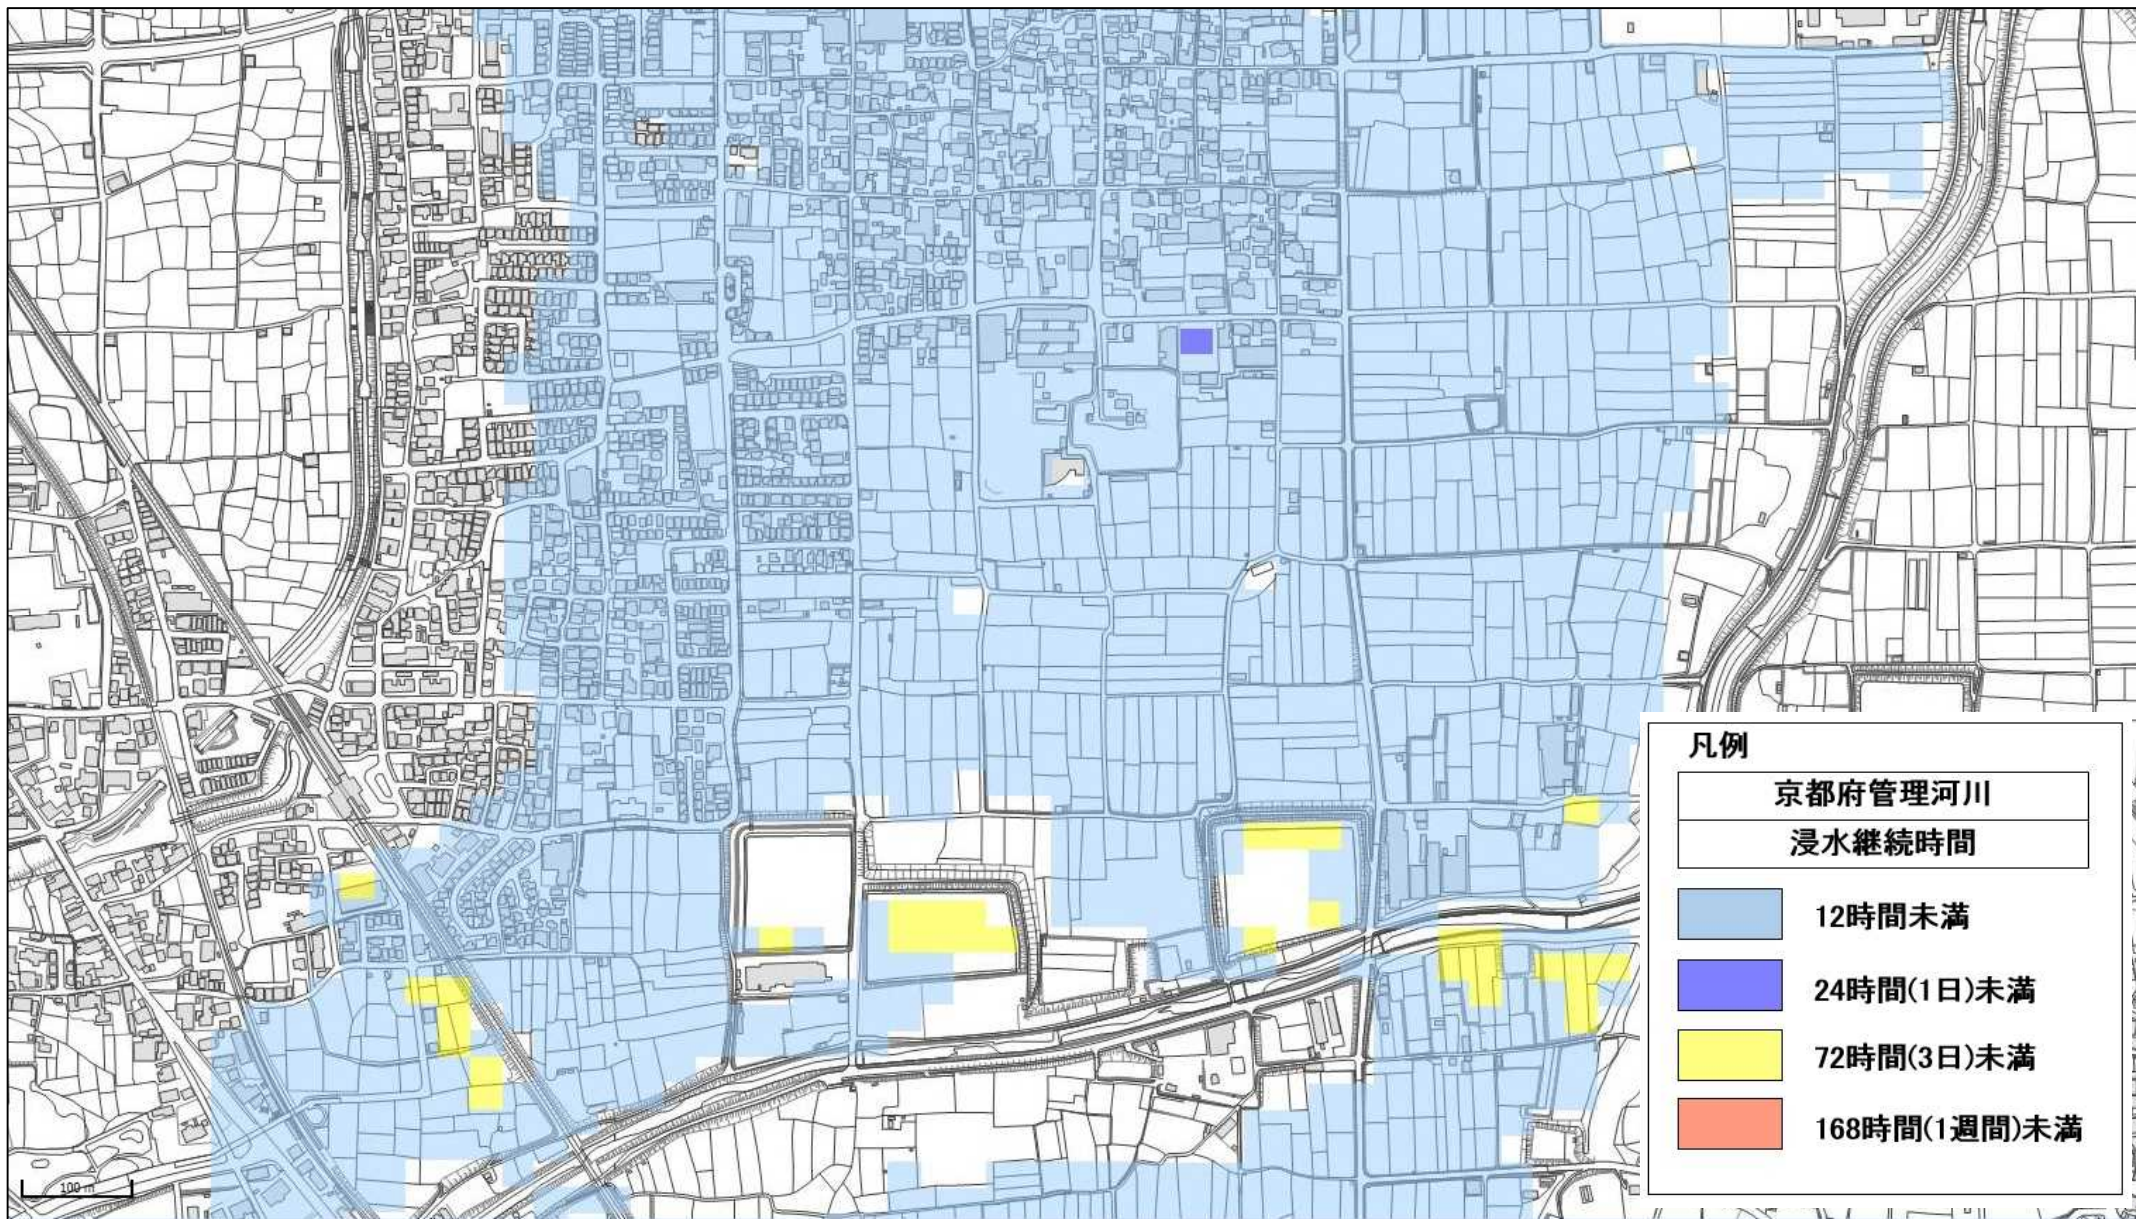 凡例
京都府管理河川
浸水継続時間
12時間未満
24時間(1日)未満
72時間(3日)未満
168時間(1週間)未満
100 m